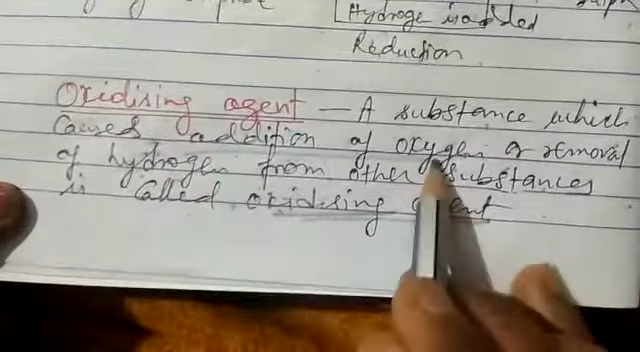 Hydroge is added
Reduction
Oxidising agent — A substance which
causes addition of oxygen or removal
of hydrogen from other substances
is called oxidising agent